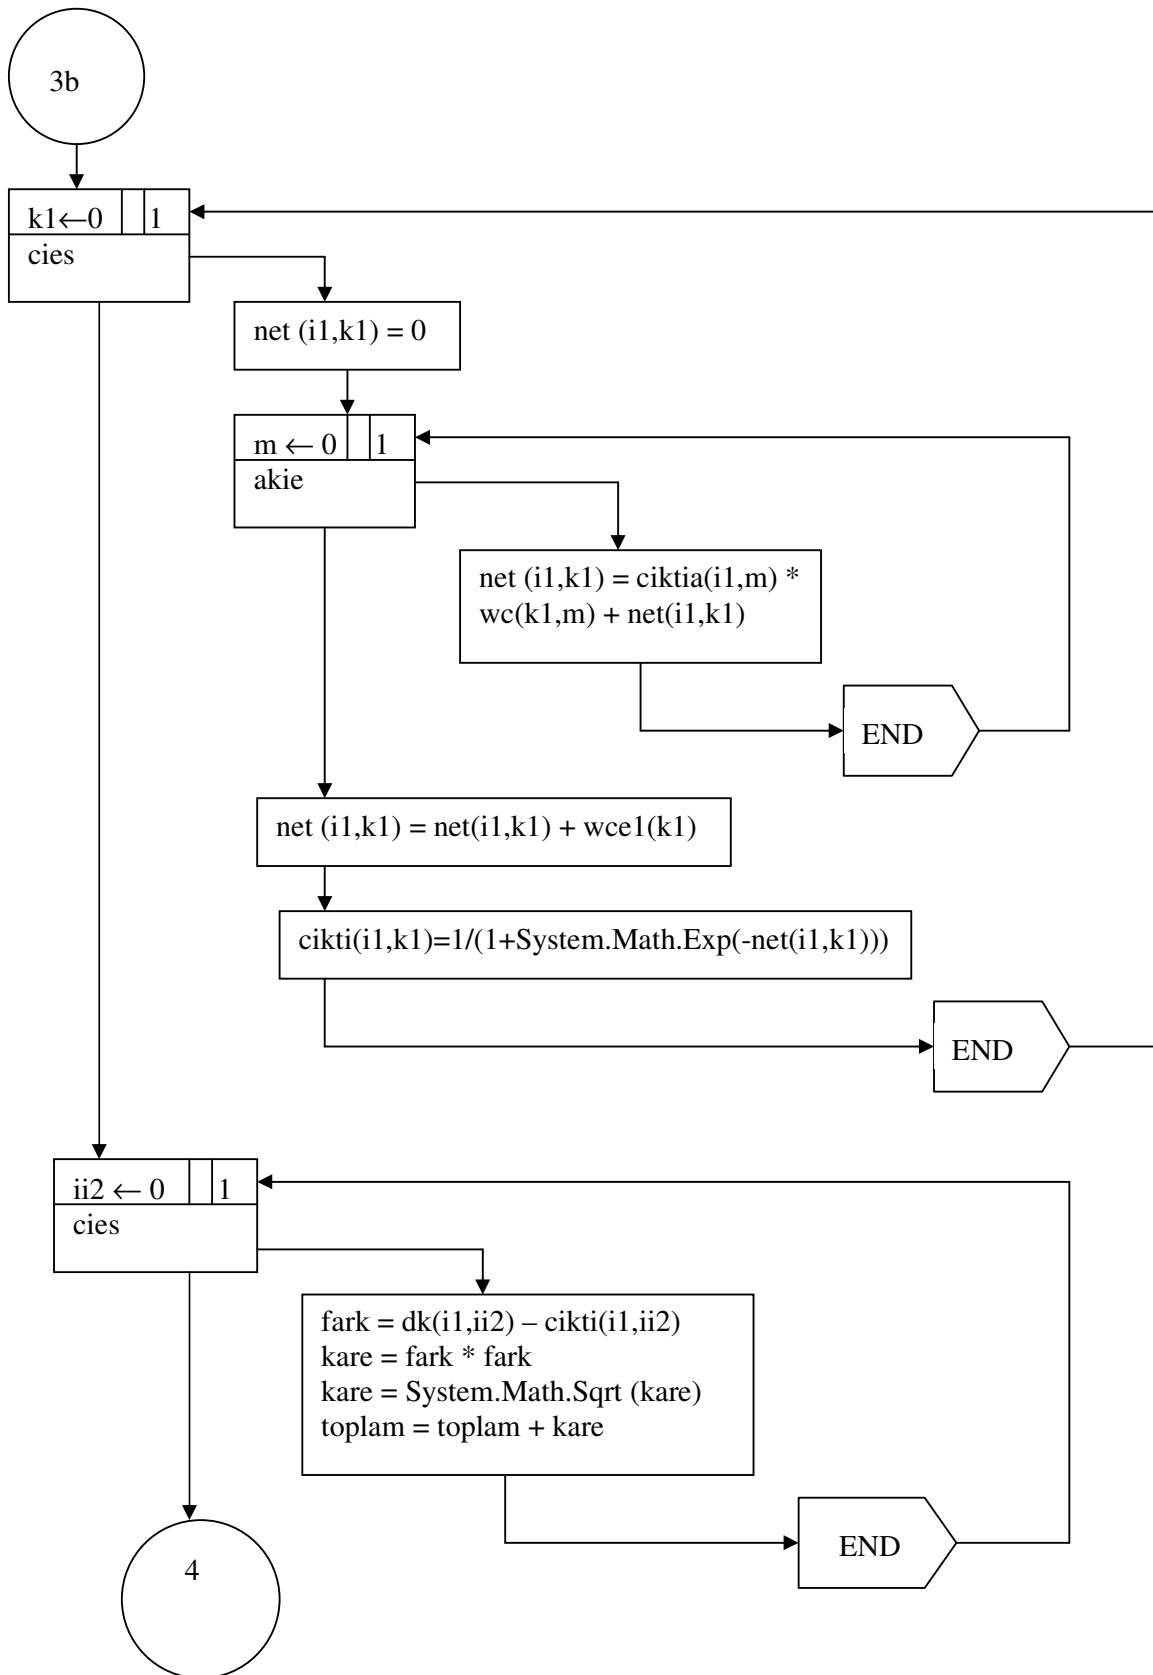 3b
k1←0 1
cies
net (i1,k1) = 0
m ← 0 1
akie
net (i1,k1) = ciktia(i1,m) *
wc(k1,m) + net(i1,k1)
END
net (i1,k1) = net(i1,k1) + wce1(k1)
cikti(i1,k1)=1/(1+System.Math.Exp(-net(i1,k1)))
END
ii2 ← 0 1
cies
fark = dk(i1,ii2) – cikti(i1,ii2)
kare = fark * fark
kare = System.Math.Sqrt (kare)
toplam = toplam + kare
END
4